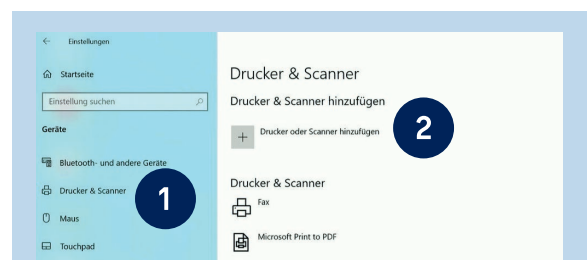 Einstellungen
Startseite
Einstellung suchen
Geräte
Bluetooth- und andere Geräte
Drucker & Scanner
1
Maus
Touchpad
Drucker & Scanner
Drucker & Scanner hinzufügen
Drucker oder Scanner hinzufügen
2
Drucker & Scanner
Fax
Microsoft Print to PDF